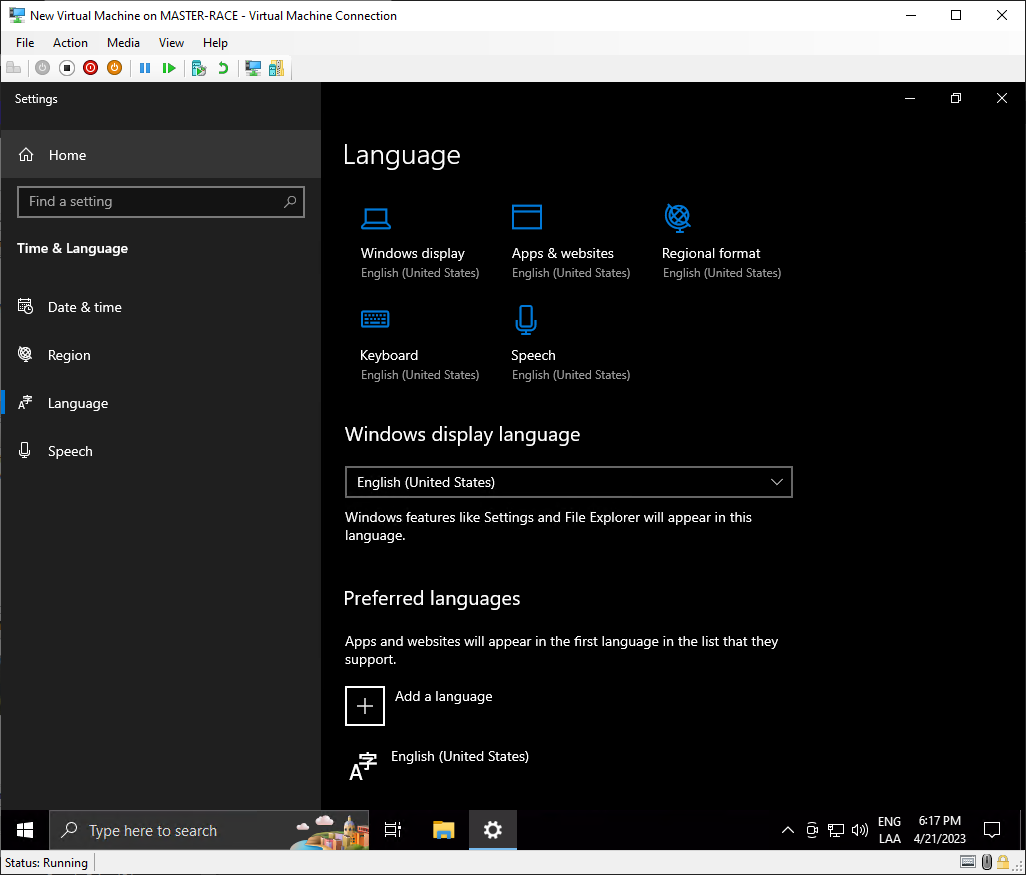 New Virtual Machine on MASTER-RACE - Virtual Machine Connection
File Action Media View Help
Settings
Home
Find a setting
Time & Language
Date & time
Region
Language
Speech
Language
Windows display
English (United States)
Apps & websites
English (United States)
Regional format
English (United States)
Keyboard
English (United States)
Speech
English (United States)
Windows display language
English (United States)
Windows features like Settings and File Explorer will appear in this
language.
Preferred languages
Apps and websites will appear in the first language in the list that they
support.
Add a language
A字
English (United States)
Type here to search
ENG
LAA
6:17 PM
4/21/2023
Status: Running